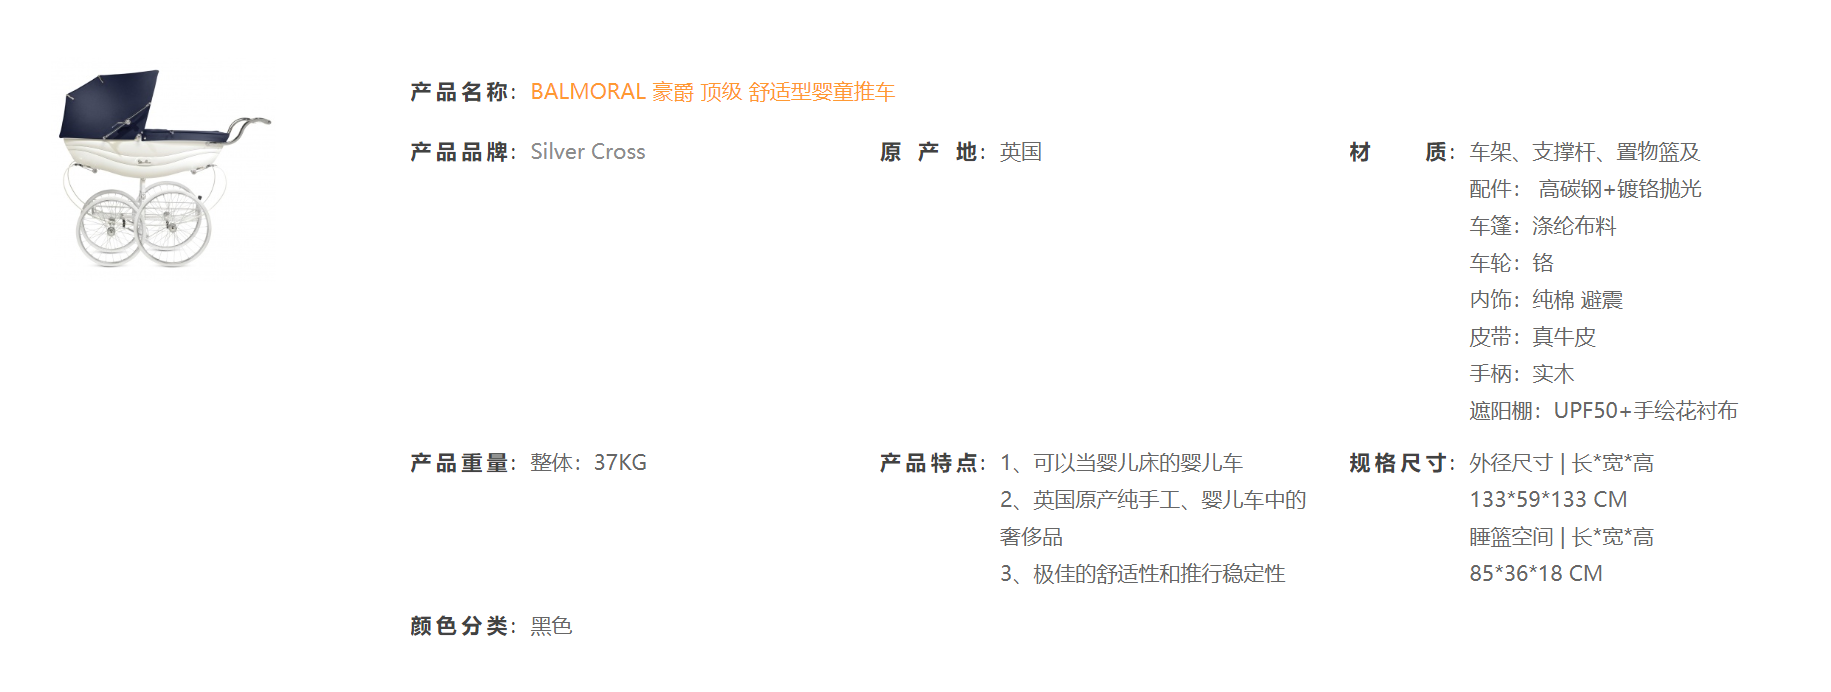 产品名称：BALMORAL 豪爵 顶级 舒适型婴童推车
产品品牌：Silver Cross
原产地：英国
材质：车架、支撑杆、置物篮及
配件： 高碳钢+镀铬抛光
车篷：涤纶布料
车轮：铬
内饰：纯棉 避震
皮带：真牛皮
手柄：实木
遮阳棚：UPF50+手绘花衬布
产品重量：整体：37KG
产品特点：1、可以当婴儿床的婴儿车
2、英国原产纯手工、婴儿车中的
奢侈品
3、极佳的舒适性和推行稳定性
规格尺寸：外径尺寸 | 长*宽*高
133*59*133 CM
睡篮空间 | 长*宽*高
85*36*18 CM
颜色分类：黑色